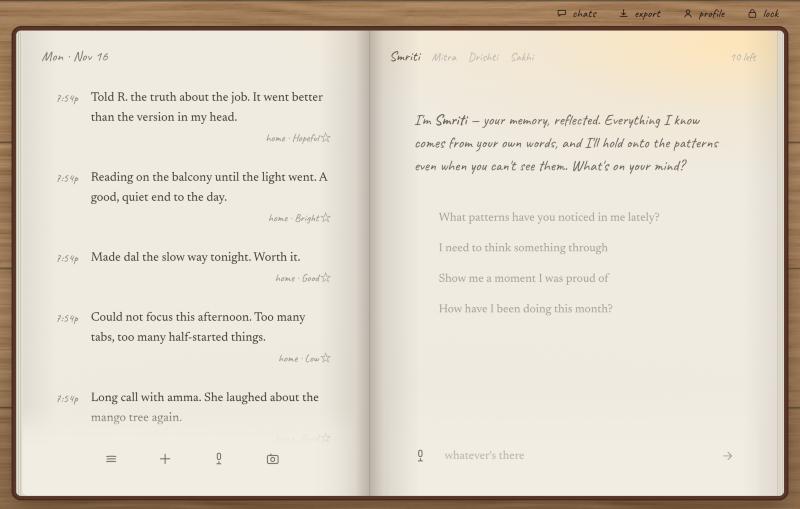 chats export profile lock
Mon · Nov 16
7:54p Told R. the truth about the job. It went better
than the version in my head.
home · Hopeful
7:54p Reading on the balcony until the light went. A
good, quiet end to the day.
home · Bright
7:54p Made dal the slow way tonight. Worth it.
home · Good
7:54p Could not focus this afternoon. Too many
tabs, too many half-started things.
home · Low
7:54p Long call with amma. She laughed about the
mango tree again.
Smriti Mitra Drishti Sakhi 10 left
I'm Smriti — your memory, reflected. Everything I know
comes from your own words, and I'll hold onto the patterns
even when you can't see them. What's on your mind?
What patterns have you noticed in me lately?
I need to think something through
Show me a moment I was proud of
How have I been doing this month?
whatever's there